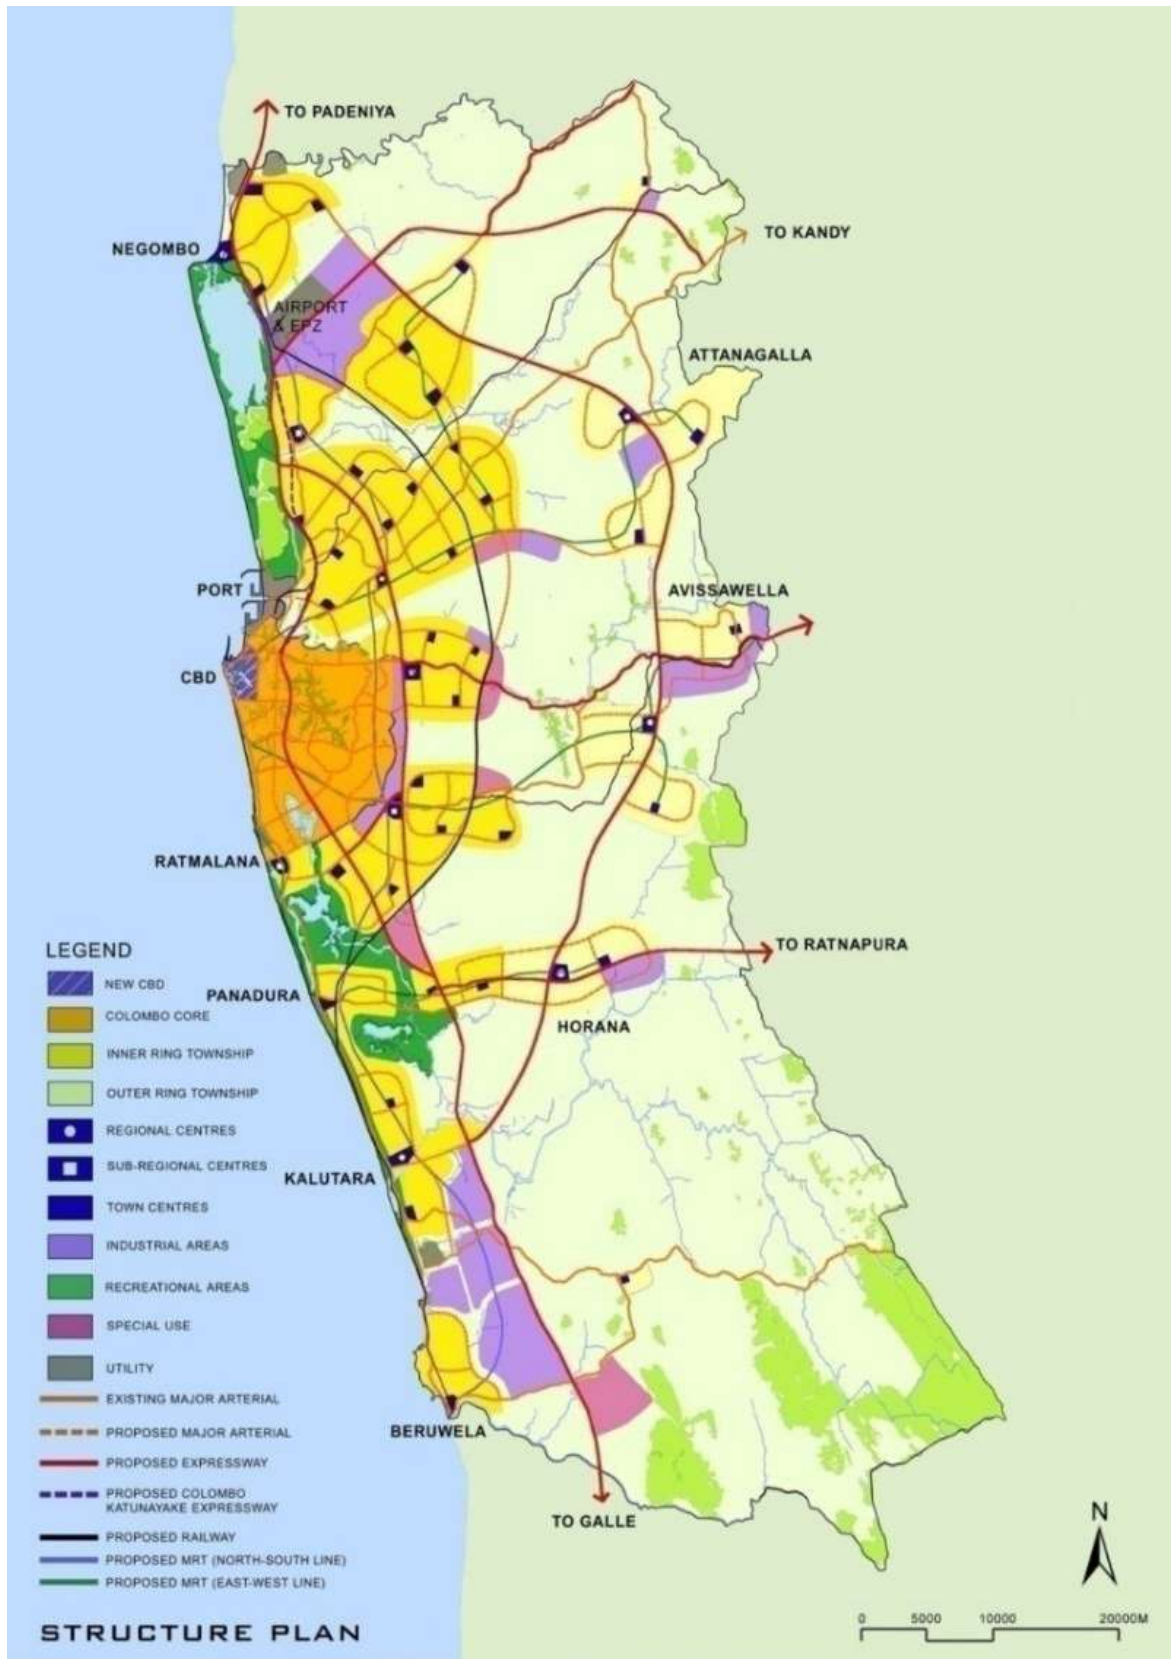 TO PADENIYA
NEGOMBO
TO KANDY
AIRPORT
& EPZ
ATTANAGALLA
PORT
AVISSAWELLA
CBD
RATMALANA
TO RATNAPURA
PANADURA
HORANA
KALUTARA
BERUWELA
TO GALLE
LEGEND
NEW CBD
COLOMBO CORE
INNER RING TOWNSHIP
OUTER RING TOWNSHIP
REGIONAL CENTRES
SUB-REGIONAL CENTRES
TOWN CENTRES
INDUSTRIAL AREAS
RECREATIONAL AREAS
SPECIAL USE
UTILITY
EXISTING MAJOR ARTERIAL
PROPOSED MAJOR ARTERIAL
PROPOSED EXPRESSWAY
PROPOSED COLOMBO
KATUNAYAKE EXPRESSWAY
PROPOSED RAILWAY
PROPOSED MRT (NORTH-SOUTH LINE)
PROPOSED MRT (EAST-WEST LINE)
STRUCTURE PLAN
N
0 5000 10000 20000M